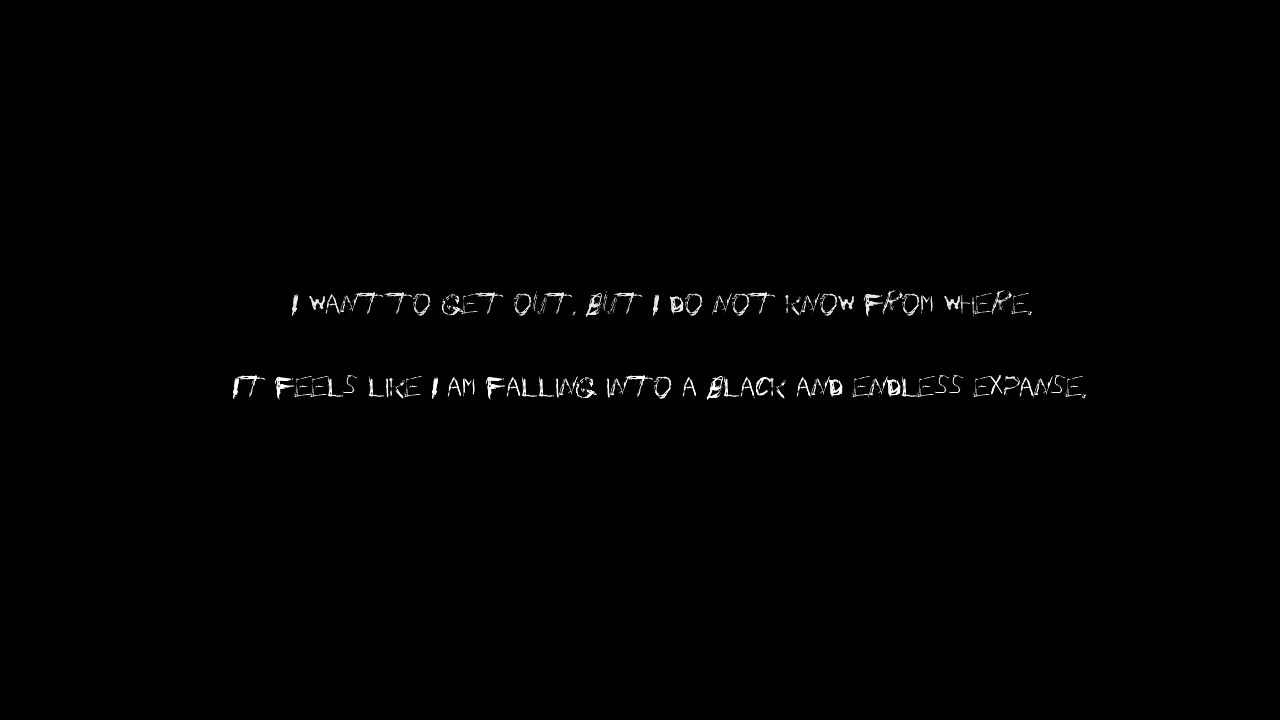 I WANT TO GET OUT. BUT I DO NOT KNOW FROM WHERE.
IT FEELS LIKE I AM FALLING INTO A BLACK AND ENDLESS EXPANSE.